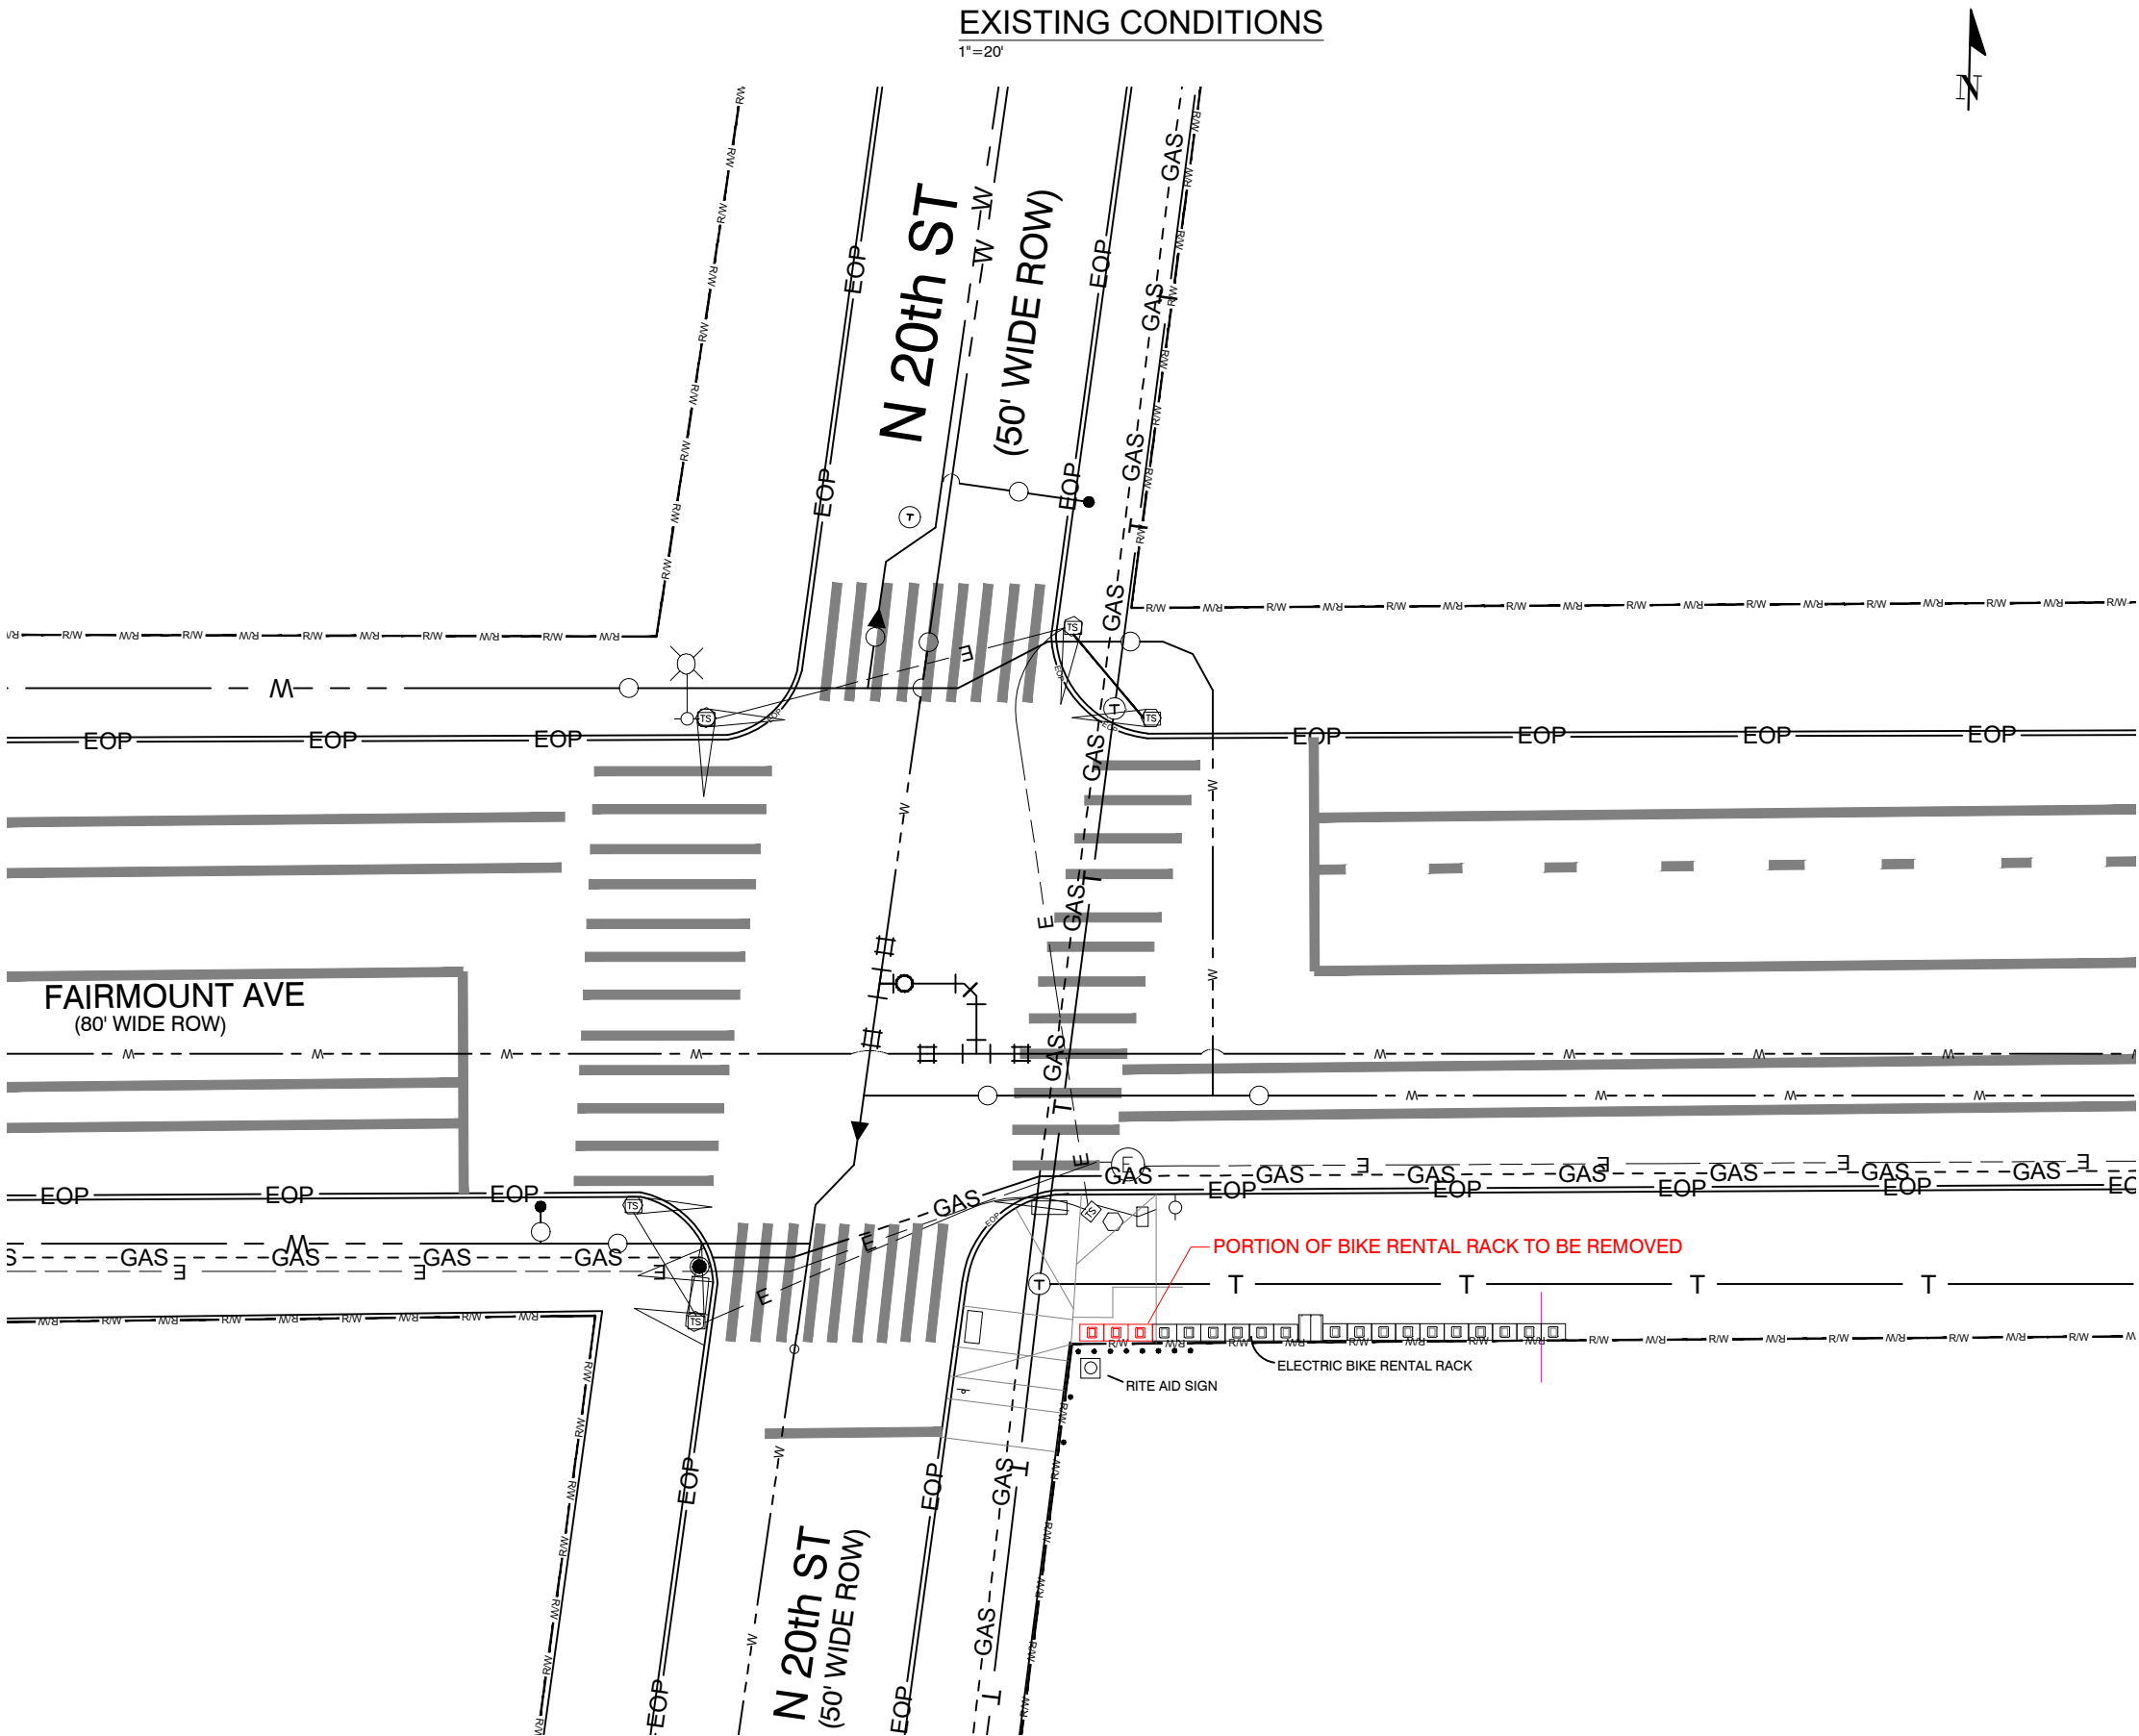 EXISTING CONDITIONS
1"=20'
N
N 20th ST
(50' WIDE ROW)
R/W
EOP
GAS
W
T
E
TS
FAIRMOUNT AVE
(80' WIDE ROW)
PORTION OF BIKE RENTAL RACK TO BE REMOVED
ELECTRIC BIKE RENTAL RACK
RITE AID SIGN
N 20th ST
(50' WIDE ROW)